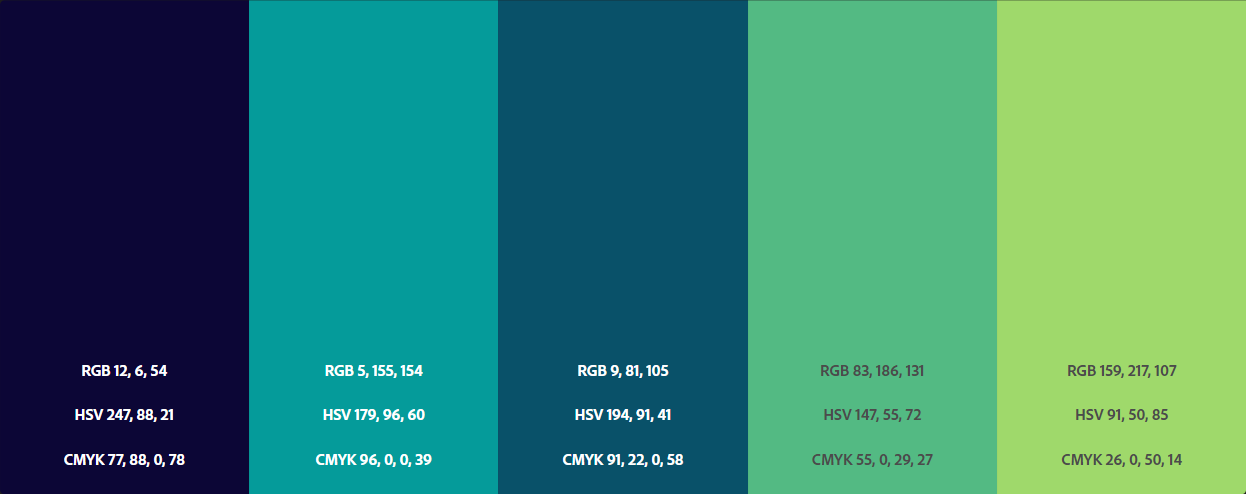 RGB 12, 6, 54
HSV 247, 88, 21
CMYK 77, 88, 0, 78
RGB 5, 155, 154
HSV 179, 96, 60
CMYK 96, 0, 0, 39
RGB 9, 81, 105
HSV 194, 91, 41
CMYK 91, 22, 0, 58
RGB 83, 186, 131
HSV 147, 55, 72
CMYK 55, 0, 29, 27
RGB 159, 217, 107
HSV 91, 50, 85
CMYK 26, 0, 50, 14